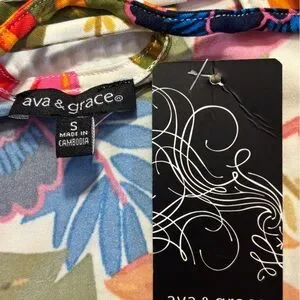 ava & grace®
S
MADE IN
CAMBODIA
ava & grace